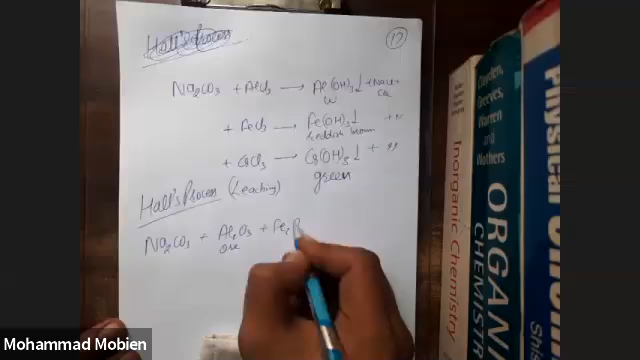 Hall's Process
17
Na2CO3 + AlCl3 → Al(OH)3↓ + NaCl +
W CO2
+ FeCl3 → Fe(OH)3↓ + "
reddish brown
+ CrCl3 → Cr(OH)3↓ + "
green
Hall's Process (Leaching)
Na2CO3 + Al2O3 + Fe2
ore
Clayden,
Greeves,
Warren
and
Wothers
Inorganic Chemistry
CHEMISTRY
Physical
Mohammad Mobien